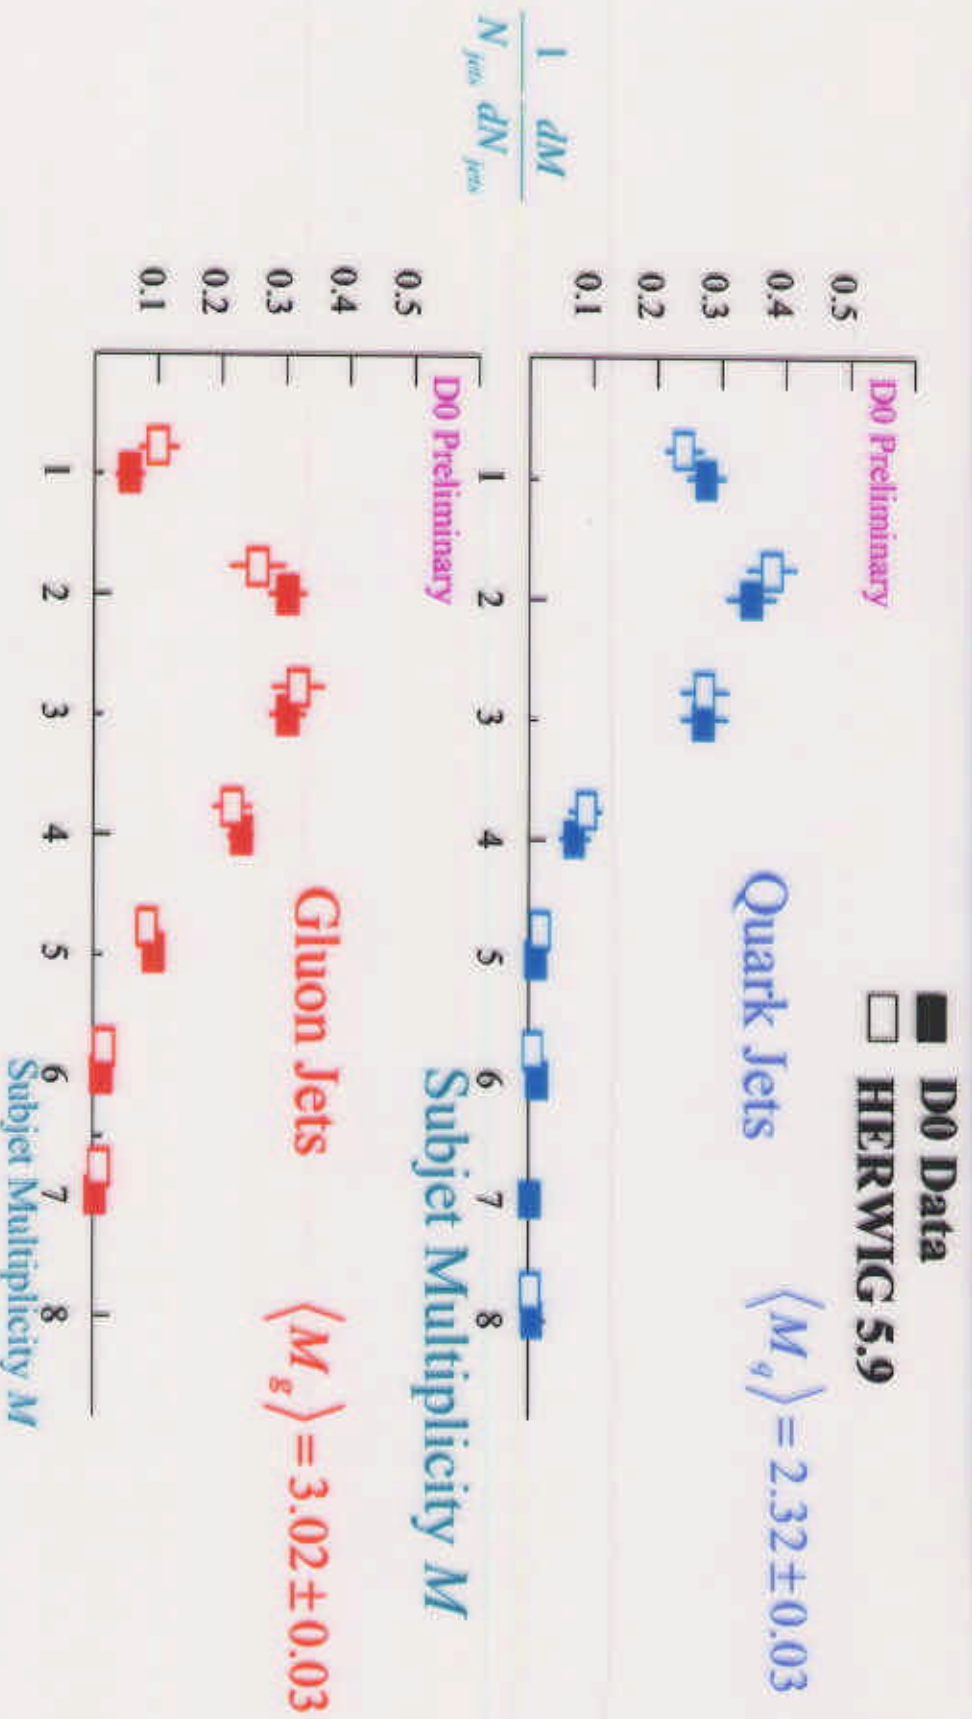 D0 Data
HERWIG 5.9
D0 Preliminary
Quark Jets
⟨M_q⟩ = 2.32±0.03
0.5
0.4
0.3
0.2
0.1
1 2 3 4 5 6 7 8
Subjet Multiplicity M
1 dM
N_jets dN_jets
D0 Preliminary
Gluon Jets
⟨M_g⟩ = 3.02±0.03
0.5
0.4
0.3
0.2
0.1
1 2 3 4 5 6 7 8
Subjet Multiplicity M